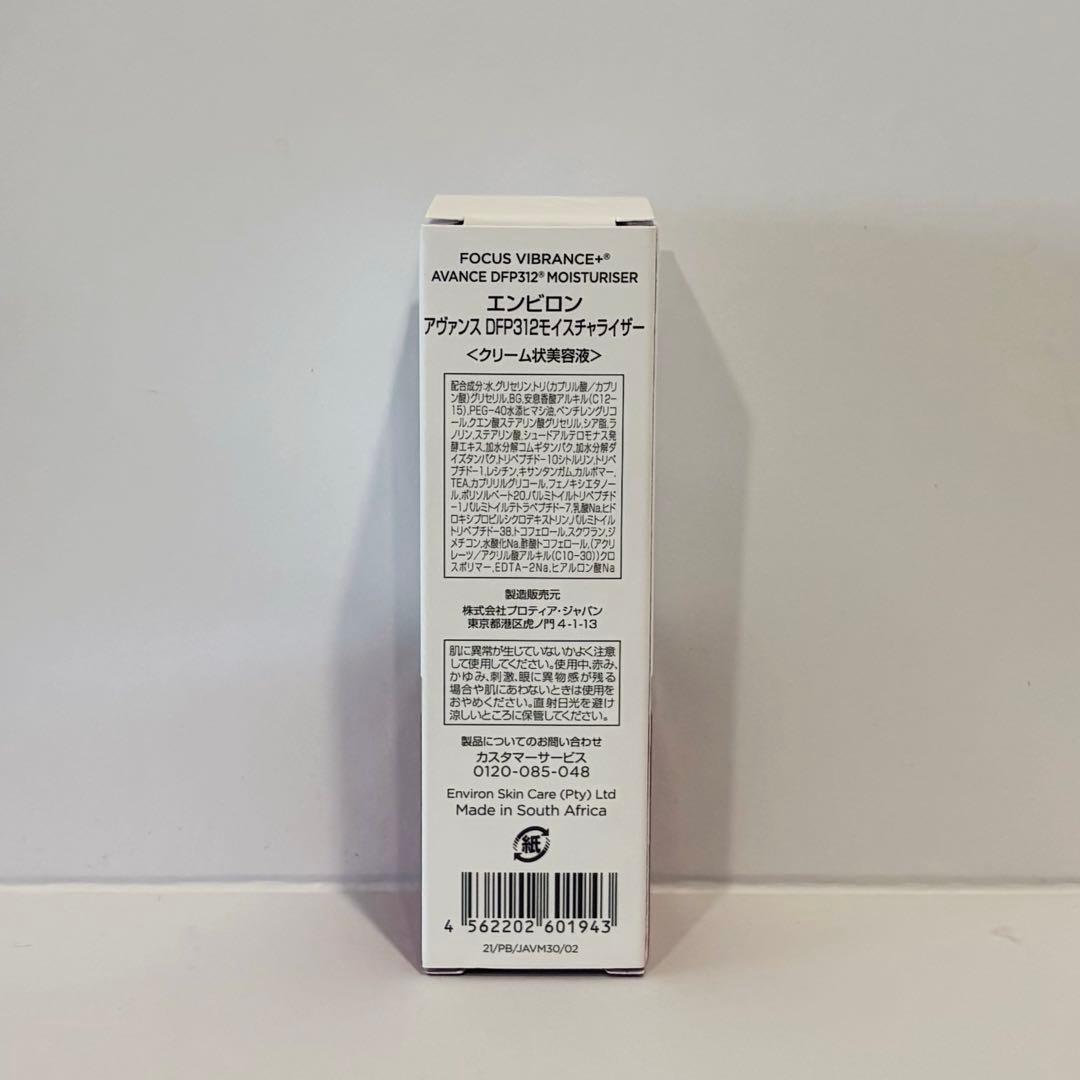 FOCUS VIBRANCE+®
AVANCE DFP312® MOISTURISER
エンビロン
アヴァンス DFP312モイスチャライザー
<クリーム状美容液>
配合成分:水,グリセリン,トリ(カプリル酸/カプリ
ン酸)グリセリル,BG,安息香酸アルキル(C12-
15),PEG-40水添ヒマシ油,ペンチレングリコ
ール,クエン酸ステアリン酸グリセリル,シア脂,ラ
ノリン,ステアリン酸,シュードアルテロモナス発
酵エキス,加水分解コムギタンパク,加水分解ダ
イズタンパク,トリペプチド-10シトルリン,トリペ
プチド-1,レシチン,キサンタンガム,カルボマー,
TEA,カプリリルグリコール,フェノキシエタノー
ル,ポリソルベート20,パルミトイルトリペプチド
-1,パルミトイルテトラペプチド-7,乳酸Na,ヒド
ロキシプロピルシクロデキストリン,パルミトイル
トリペプチド-38,トコフェロール,スクワラン,ジ
メチコン,水酸化Na,酢酸トコフェロール,(アクリ
レーツ/アクリル酸アルキル(C10-30))クロ
スポリマー,EDTA-2Na,ヒアルロン酸Na
製造販売元
株式会社プロティア・ジャパン
東京都港区虎ノ門 4-1-13
肌に異常が生じていないかよく注意
して使用してください。使用中、赤み、
かゆみ、刺激、眼に異物感が残る
場合や肌にあわないときは使用を
おやめください。直射日光を避け
涼しいところに保管してください。
製品についてのお問い合わせ
カスタマーサービス
0120-085-048
Environ Skin Care (Pty) Ltd
Made in South Africa
紙
4 562202 601943
21/PB/JAVM30/02